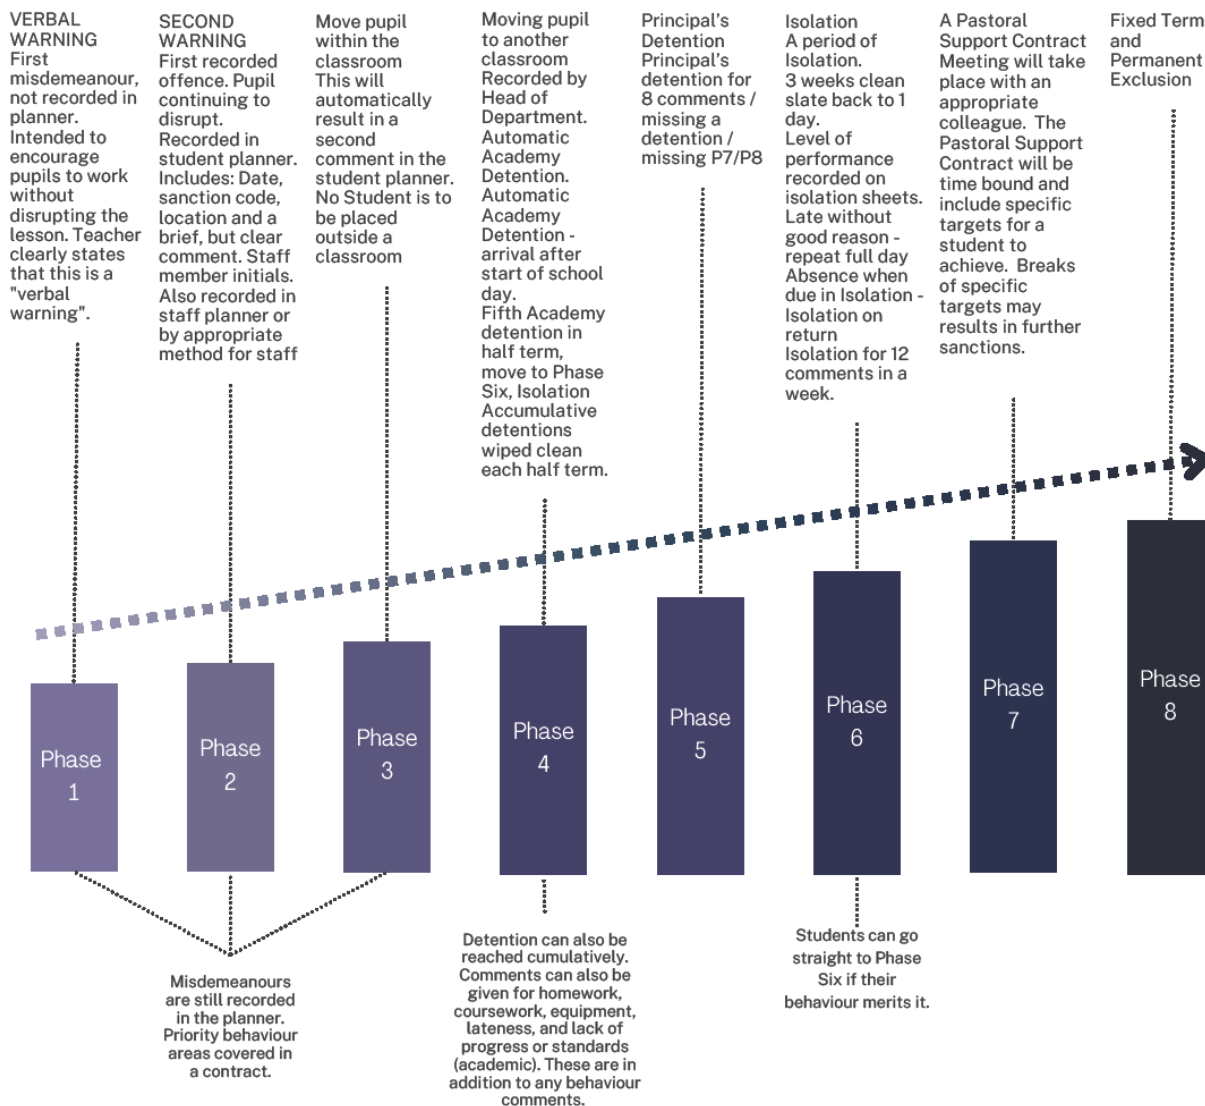 VERBAL
WARNING
First
misdemeanour,
not recorded in
planner.
Intended to
encourage
pupils to work
without
disrupting the
lesson. Teacher
clearly states
that this is a
"verbal
warning".
SECOND
WARNING
First recorded
offence. Pupil
continuing to
disrupt.
Recorded in
student planner.
Includes: Date,
sanction code,
location and a
brief, but clear
comment. Staff
member initials.
Also recorded in
staff planner or
by appropriate
method for staff
Move pupil
within the
classroom
This will
automatically
result in a
second
comment in the
student planner.
No Student is to
be placed
outside a
classroom
Moving pupil
to another
classroom
Recorded by
Head of
Department.
Automatic
Academy
Detention.
Automatic
Academy
Detention -
arrival after
start of school
day.
Fifth Academy
detention in
half term,
move to Phase
Six, Isolation
Accumulative
detentions
wiped clean
each half term.
Principal's
Detention
Principal's
detention for
8 comments /
missing a
detention /
missing P7/P8
Isolation
A period of
Isolation.
3 weeks clean
slate back to 1
day.
Level of
performance
recorded on
isolation sheets.
Late without
good reason -
repeat full day
Absence when
due in Isolation -
Isolation on
return
Isolation for 12
comments in a
week.
A Pastoral
Support Contract
Meeting will take
place with an
appropriate
colleague. The
Pastoral Support
Contract will be
time bound and
include specific
targets for a
student to
achieve. Breaks
of specific
targets may
results in further
sanctions.
Fixed Term
and
Permanent
Exclusion
Phase
1
Phase
2
Phase
3
Phase
4
Phase
5
Phase
6
Phase
7
Phase
8
Misdemeanours
are still recorded
in the planner.
Priority behaviour
areas covered in
a contract.
Detention can also be
reached cumulatively.
Comments can also be
given for homework,
coursework, equipment,
lateness, and lack of
progress or standards
(academic). These are in
addition to any behaviour
comments.
Students can go
straight to Phase
Six if their
behaviour merits it.